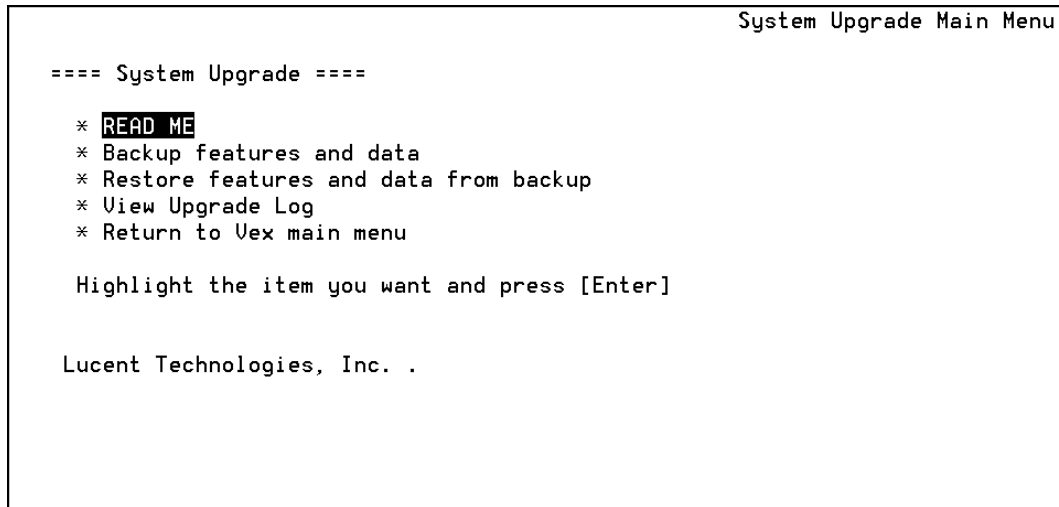 System Upgrade Main Menu
==== System Upgrade ====
* READ ME
* Backup features and data
* Restore features and data from backup
* View Upgrade Log
* Return to Vex main menu
Highlight the item you want and press [Enter]
Lucent Technologies, Inc. .